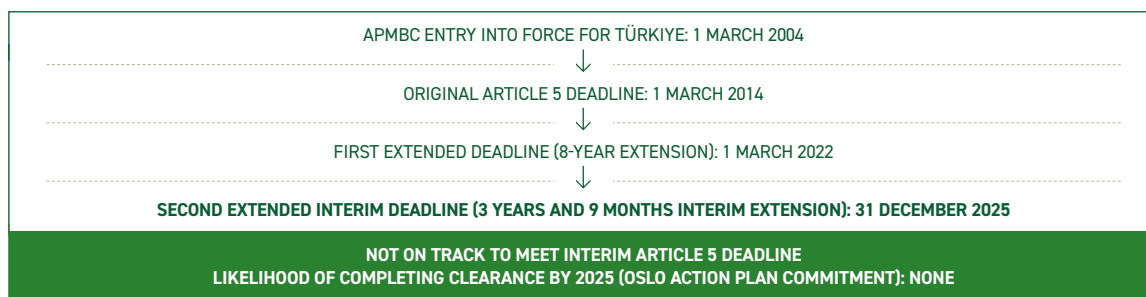 APMBC ENTRY INTO FORCE FOR TÜRKIYE: 1 MARCH 2004
ORIGINAL ARTICLE 5 DEADLINE: 1 MARCH 2014
FIRST EXTENDED DEADLINE (8-YEAR EXTENSION): 1 MARCH 2022
SECOND EXTENDED INTERIM DEADLINE (3 YEARS AND 9 MONTHS INTERIM EXTENSION): 31 DECEMBER 2025
NOT ON TRACK TO MEET INTERIM ARTICLE 5 DEADLINE
LIKELIHOOD OF COMPLETING CLEARANCE BY 2025 (OSLO ACTION PLAN COMMITMENT): NONE